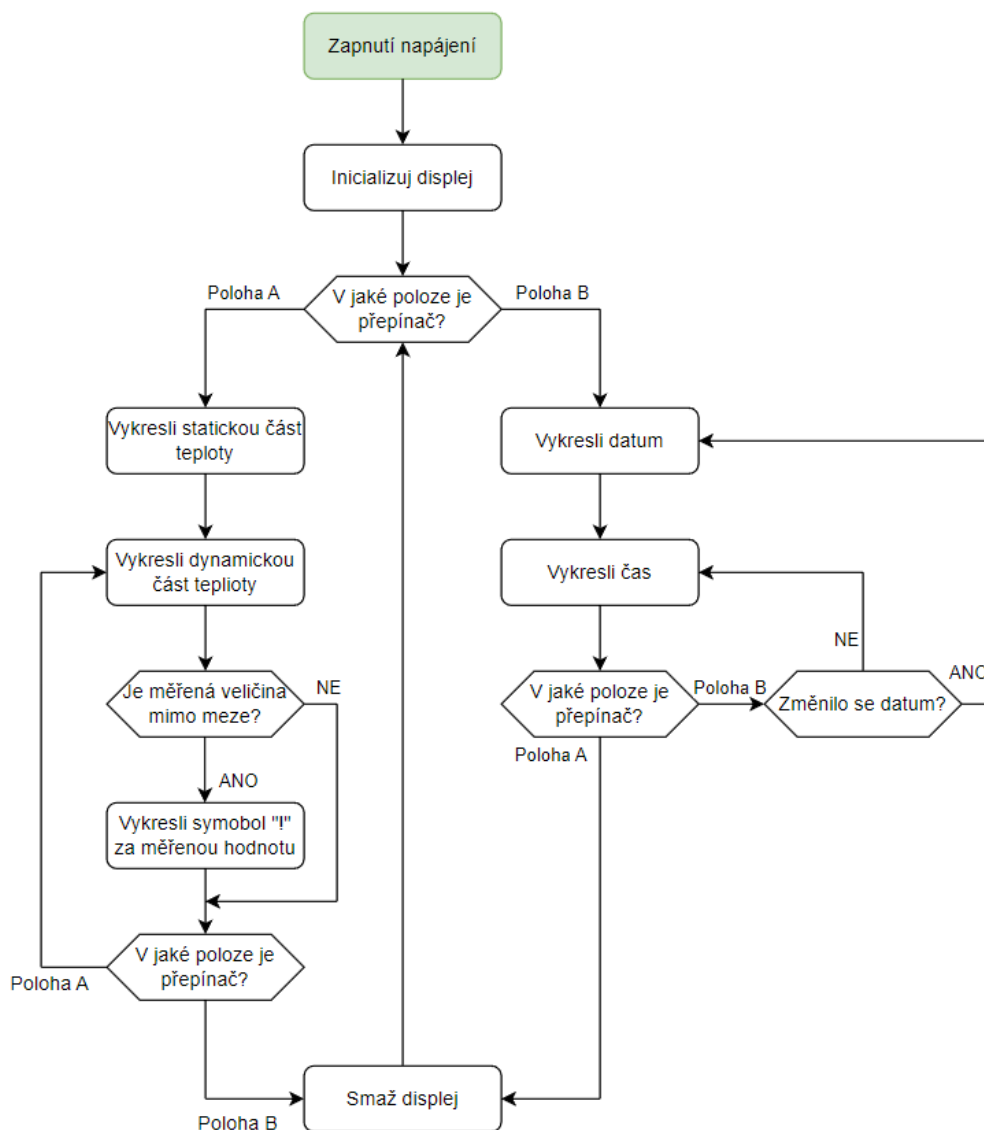 Zapnutí napájení
Inicializuj displej
V jaké poloze je
přepínač?
Poloha A
Poloha B
Vykresli statickou část
teploty
Vykresli datum
Vykresli dynamickou
část teplioty
Vykresli čas
NE
Je měřená veličina
mimo meze?
NE
V jaké poloze je
přepínač?
Poloha B
Změnilo se datum?
ANO
Poloha A
ANO
Vykresli symobol "!"
za měřenou hodnotu
V jaké poloze je
přepínač?
Poloha A
Smaž displej
Poloha B